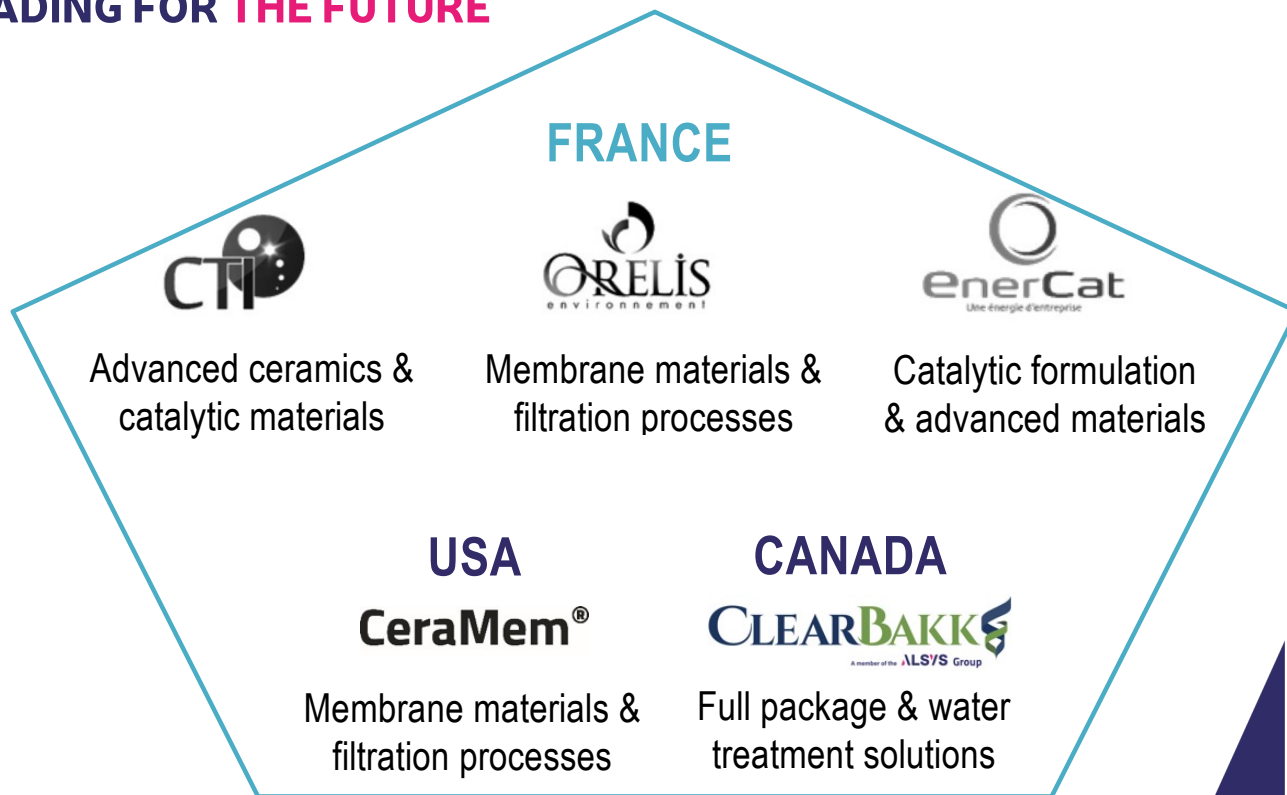 ADING FOR THE FUTURE
FRANCE
CTI
ORELIS
environnement
enerCat
Une énergie d'entreprise
Advanced ceramics &
catalytic materials
Membrane materials &
filtration processes
Catalytic formulation
& advanced materials
USA
CANADA
CeraMem®
CLEARBAKK
A member of the ALSYS Group
Membrane materials &
filtration processes
Full package & water
treatment solutions